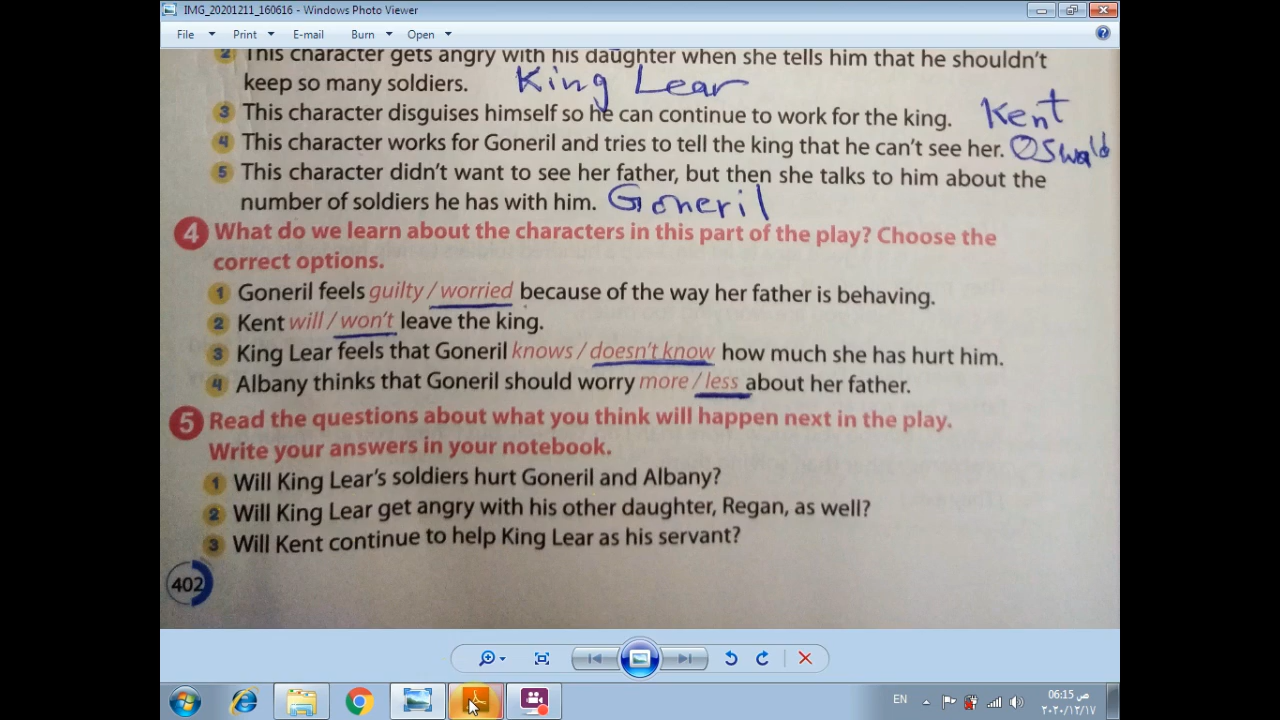 IMG_20201211_160616 - Windows Photo Viewer
File Print E-mail Burn Open
2 This character gets angry with his daughter when she tells him that he shouldn't
keep so many soldiers. King Lear
3 This character disguises himself so he can continue to work for the king. Kent
4 This character works for Goneril and tries to tell the king that he can't see her. Oswald
5 This character didn't want to see her father, but then she talks to him about the
number of soldiers he has with him. Goneril
4 What do we learn about the characters in this part of the play? Choose the
correct options.
1 Goneril feels guilty / worried because of the way her father is behaving.
2 Kent will / won't leave the king.
3 King Lear feels that Goneril knows / doesn't know how much she has hurt him.
4 Albany thinks that Goneril should worry more / less about her father.
5 Read the questions about what you think will happen next in the play.
Write your answers in your notebook.
1 Will King Lear's soldiers hurt Goneril and Albany?
2 Will King Lear get angry with his other daughter, Regan, as well?
3 Will Kent continue to help King Lear as his servant?
402
EN
06:15 ص
٢٠٢٠/١٢/١٧